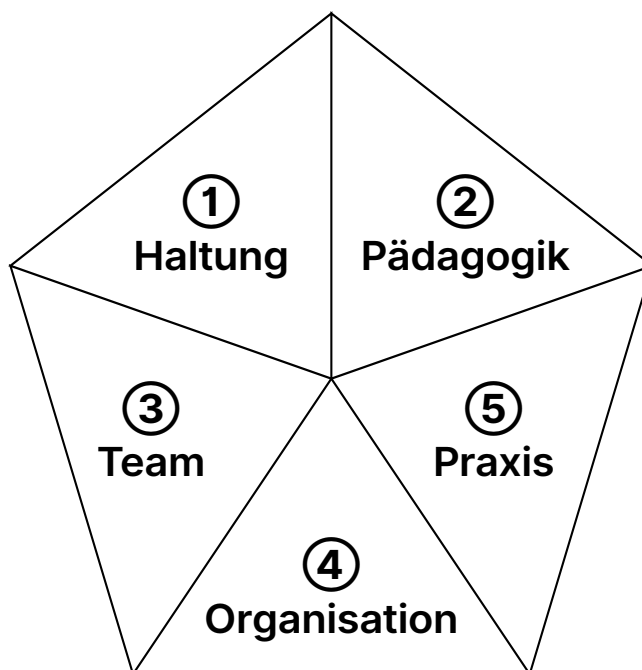 ①
Haltung
②
Pädagogik
③
Team
⑤
Praxis
④
Organisation